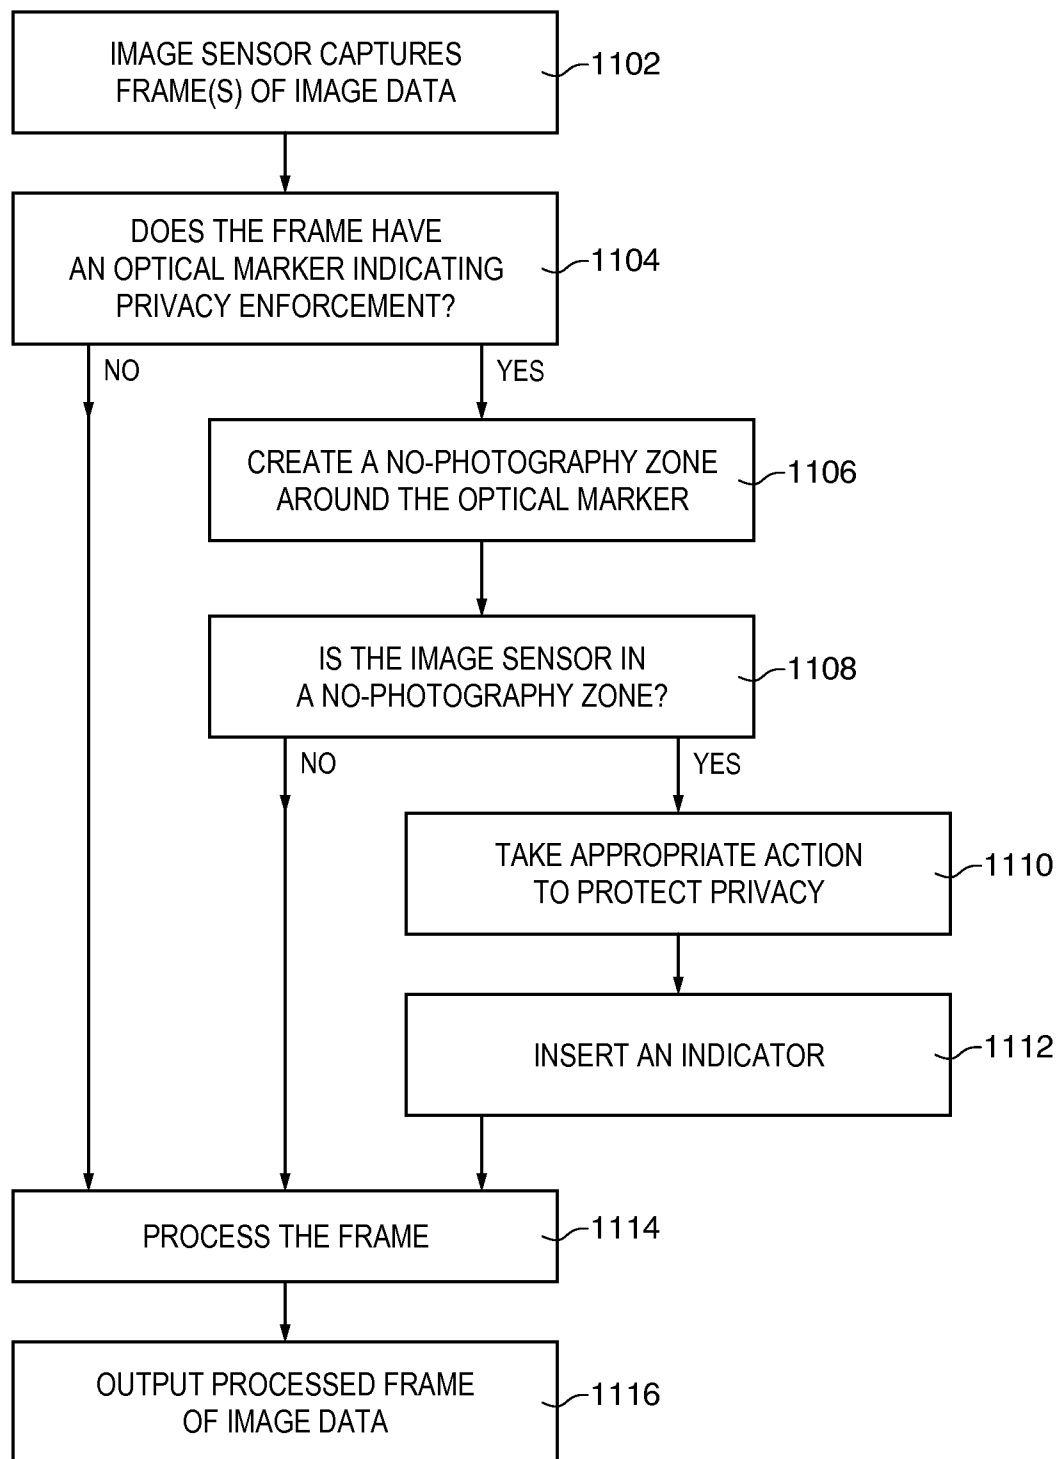 IMAGE SENSOR CAPTURES
FRAME(S) OF IMAGE DATA
1102
DOES THE FRAME HAVE
AN OPTICAL MARKER INDICATING
PRIVACY ENFORCEMENT?
1104
NO
YES
CREATE A NO-PHOTOGRAPHY ZONE
AROUND THE OPTICAL MARKER
1106
IS THE IMAGE SENSOR IN
A NO-PHOTOGRAPHY ZONE?
1108
NO
YES
TAKE APPROPRIATE ACTION
TO PROTECT PRIVACY
1110
INSERT AN INDICATOR
1112
PROCESS THE FRAME
1114
OUTPUT PROCESSED FRAME
OF IMAGE DATA
1116